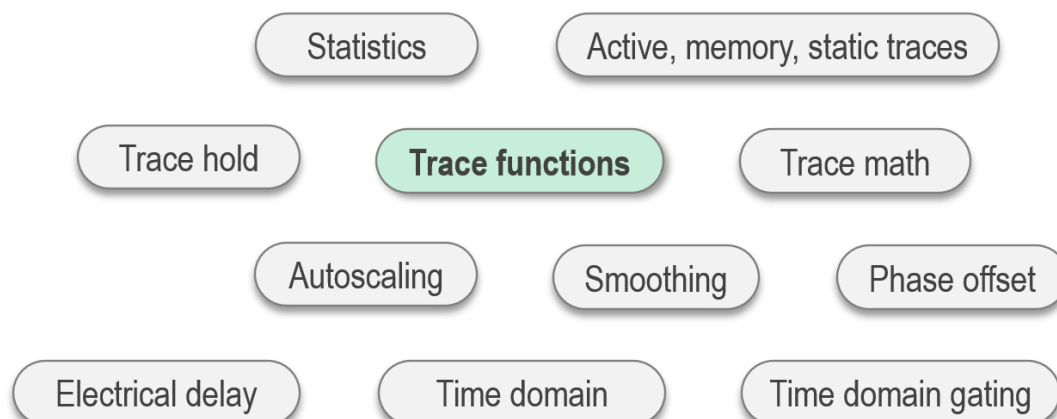 Statistics
Active, memory, static traces
Trace hold
Trace functions
Trace math
Autoscaling
Smoothing
Phase offset
Electrical delay
Time domain
Time domain gating